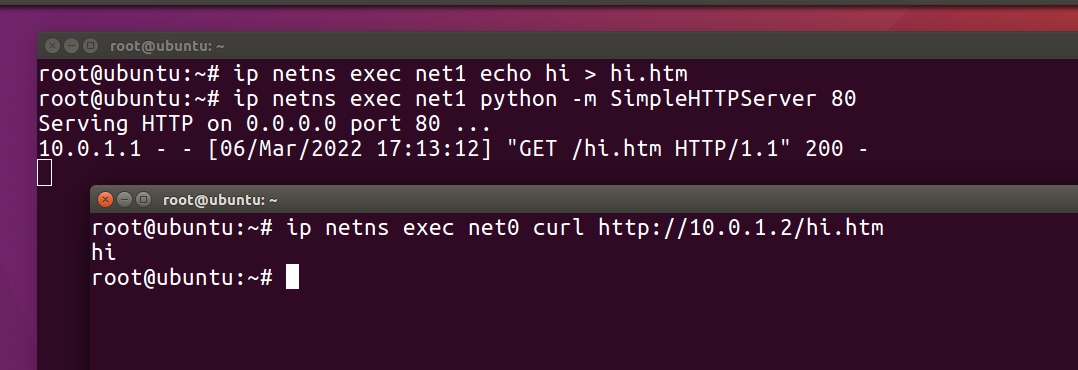 root@ubuntu: ~
root@ubuntu:~# ip netns exec net1 echo hi > hi.htm
root@ubuntu:~# ip netns exec net1 python -m SimpleHTTPServer 80
Serving HTTP on 0.0.0.0 port 80 ...
10.0.1.1 - - [06/Mar/2022 17:13:12] "GET /hi.htm HTTP/1.1" 200 -
root@ubuntu: ~
root@ubuntu:~# ip netns exec net0 curl http://10.0.1.2/hi.htm
hi
root@ubuntu:~#